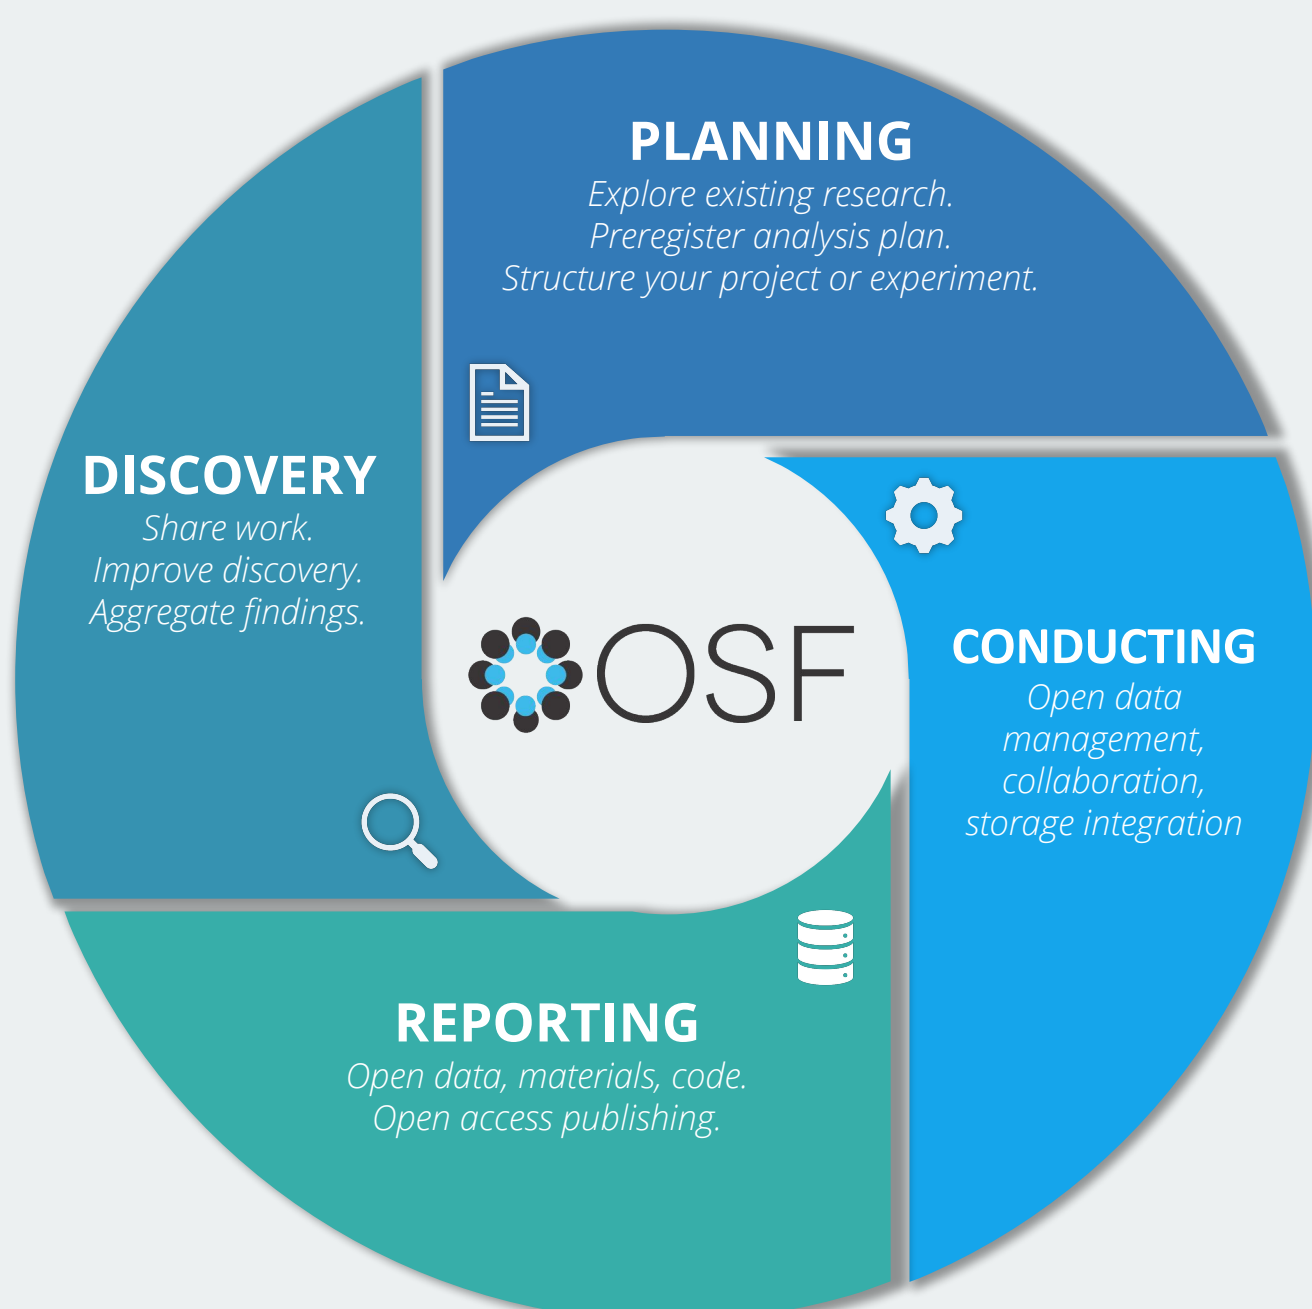 PLANNING
Explore existing research.
Preregister analysis plan.
Structure your project or experiment.
DISCOVERY
Share work.
Improve discovery.
Aggregate findings.
OSF
CONDUCTING
Open data
management,
collaboration,
storage integration
REPORTING
Open data, materials, code.
Open access publishing.